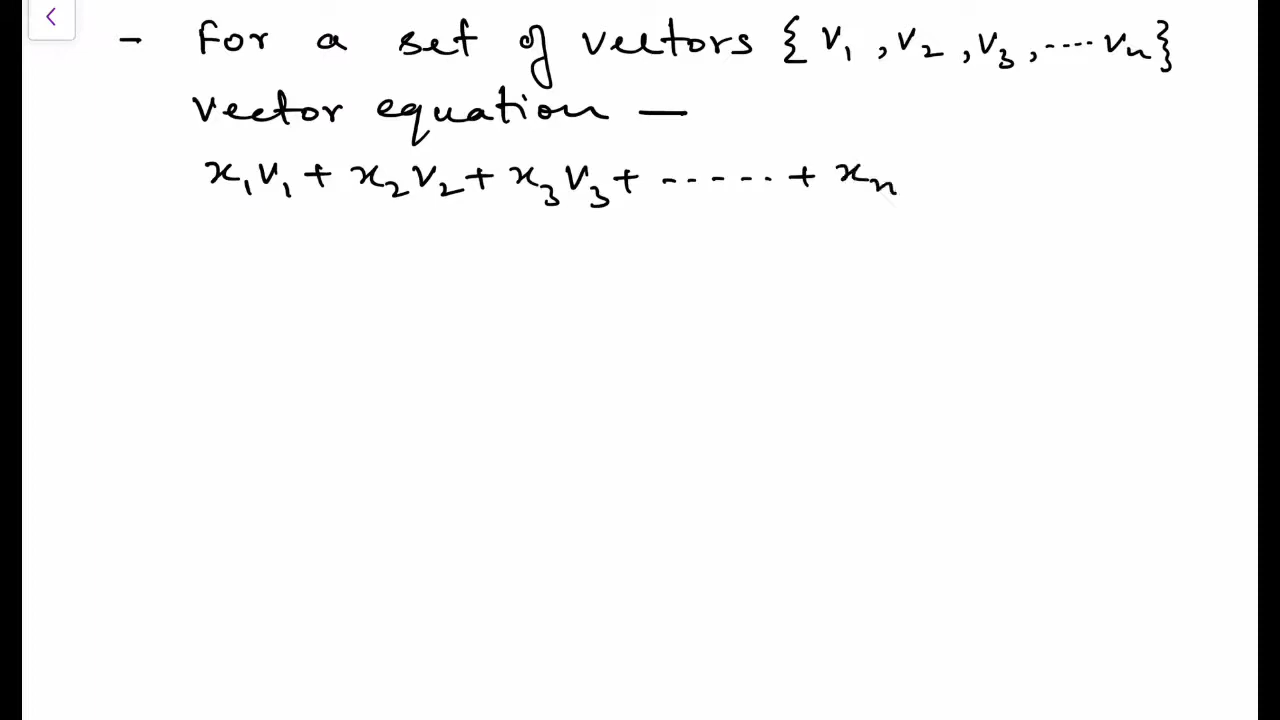 - For a set of vectors { v₁ , v₂ , v₃ , ..... vₙ }
vector equation —
x₁v₁ + x₂v₂ + x₃v₃ + ...... + xₙ